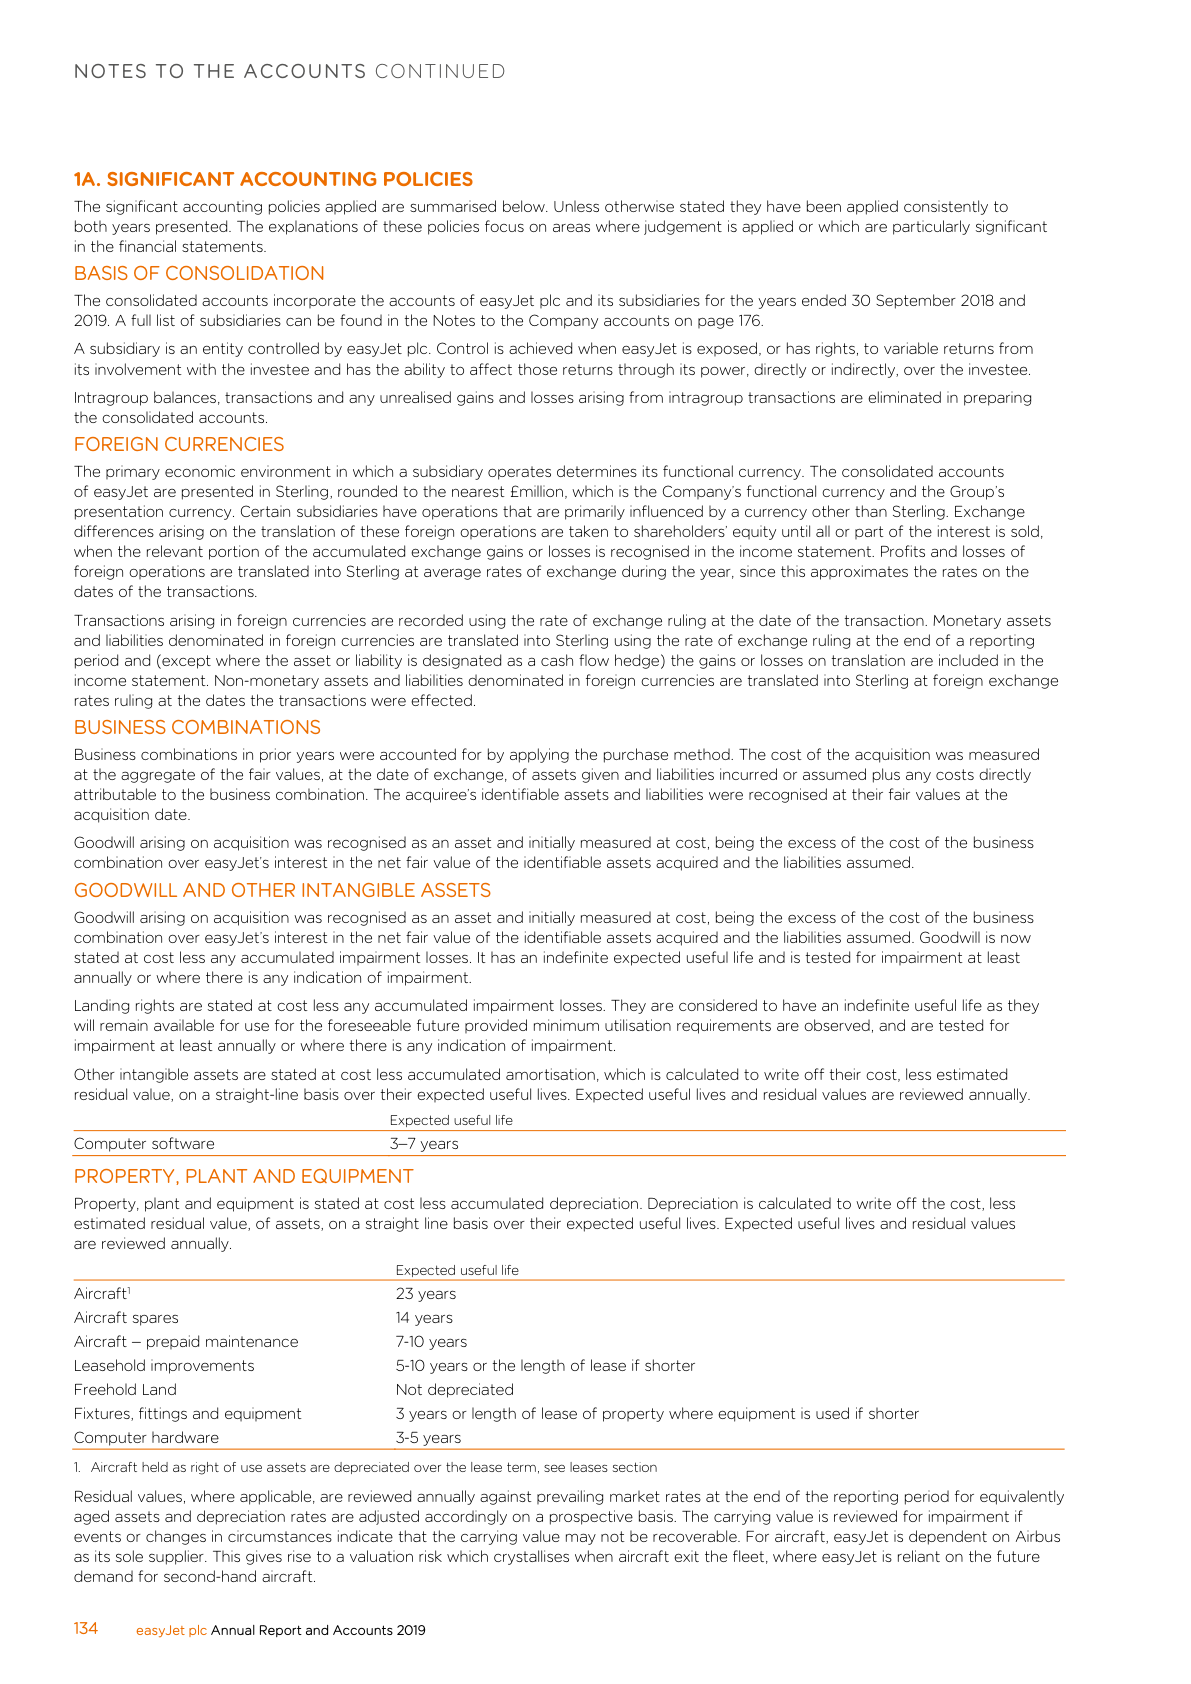 NOTES TO THE ACCOUNTS CONTINUED
1A. SIGNIFICANT ACCOUNTING POLICIES
The significant accounting policies applied are summarised below. Unless otherwise stated they have been applied consistently to
both years presented. The explanations of these policies focus on areas where judgement is applied or which are particularly significant
in the financial statements.
BASIS OF CONSOLIDATION
The consolidated accounts incorporate the accounts of easyJet plc and its subsidiaries for the years ended 30 September 2018 and
2019. A full list of subsidiaries can be found in the Notes to the Company accounts on page 176.
A subsidiary is an entity controlled by easyJet plc. Control is achieved when easyJet is exposed, or has rights, to variable returns from
its involvement with the investee and has the ability to affect those returns through its power, directly or indirectly, over the investee.
Intragroup balances, transactions and any unrealised gains and losses arising from intragroup transactions are eliminated in preparing
the consolidated accounts.
FOREIGN CURRENCIES
The primary economic environment in which a subsidiary operates determines its functional currency. The consolidated accounts
of easyJet are presented in Sterling, rounded to the nearest £million, which is the Company's functional currency and the Group's
presentation currency. Certain subsidiaries have operations that are primarily influenced by a currency other than Sterling. Exchange
differences arising on the translation of these foreign operations are taken to shareholders' equity until all or part of the interest is sold,
when the relevant portion of the accumulated exchange gains or losses is recognised in the income statement. Profits and losses of
foreign operations are translated into Sterling at average rates of exchange during the year, since this approximates the rates on the
dates of the transactions.
Transactions arising in foreign currencies are recorded using the rate of exchange ruling at the date of the transaction. Monetary assets
and liabilities denominated in foreign currencies are translated into Sterling using the rate of exchange ruling at the end of a reporting
period and (except where the asset or liability is designated as a cash flow hedge) the gains or losses on translation are included in the
income statement. Non-monetary assets and liabilities denominated in foreign currencies are translated into Sterling at foreign exchange
rates ruling at the dates the transactions were effected.
BUSINESS COMBINATIONS
Business combinations in prior years were accounted for by applying the purchase method. The cost of the acquisition was measured
at the aggregate of the fair values, at the date of exchange, of assets given and liabilities incurred or assumed plus any costs directly
attributable to the business combination. The acquiree's identifiable assets and liabilities were recognised at their fair values at the
acquisition date.
Goodwill arising on acquisition was recognised as an asset and initially measured at cost, being the excess of the cost of the business
combination over easyJet's interest in the net fair value of the identifiable assets acquired and the liabilities assumed.
GOODWILL AND OTHER INTANGIBLE ASSETS
Goodwill arising on acquisition was recognised as an asset and initially measured at cost, being the excess of the cost of the business
combination over easyJet's interest in the net fair value of the identifiable assets acquired and the liabilities assumed. Goodwill is now
stated at cost less any accumulated impairment losses. It has an indefinite expected useful life and is tested for impairment at least
annually or where there is any indication of impairment.
Landing rights are stated at cost less any accumulated impairment losses. They are considered to have an indefinite useful life as they
will remain available for use for the foreseeable future provided minimum utilisation requirements are observed, and are tested for
impairment at least annually or where there is any indication of impairment.
Other intangible assets are stated at cost less accumulated amortisation, which is calculated to write off their cost, less estimated
residual value, on a straight-line basis over their expected useful lives. Expected useful lives and residual values are reviewed annually.
Expected useful life
Computer software 3–7 years
PROPERTY, PLANT AND EQUIPMENT
Property, plant and equipment is stated at cost less accumulated depreciation. Depreciation is calculated to write off the cost, less
estimated residual value, of assets, on a straight line basis over their expected useful lives. Expected useful lives and residual values
are reviewed annually.
Expected useful life
Aircraft¹ 23 years
Aircraft spares 14 years
Aircraft – prepaid maintenance 7-10 years
Leasehold improvements 5-10 years or the length of lease if shorter
Freehold Land Not depreciated
Fixtures, fittings and equipment 3 years or length of lease of property where equipment is used if shorter
Computer hardware 3-5 years
1. Aircraft held as right of use assets are depreciated over the lease term, see leases section
Residual values, where applicable, are reviewed annually against prevailing market rates at the end of the reporting period for equivalently
aged assets and depreciation rates are adjusted accordingly on a prospective basis. The carrying value is reviewed for impairment if
events or changes in circumstances indicate that the carrying value may not be recoverable. For aircraft, easyJet is dependent on Airbus
as its sole supplier. This gives rise to a valuation risk which crystallises when aircraft exit the fleet, where easyJet is reliant on the future
demand for second-hand aircraft.
134 easyJet plc Annual Report and Accounts 2019